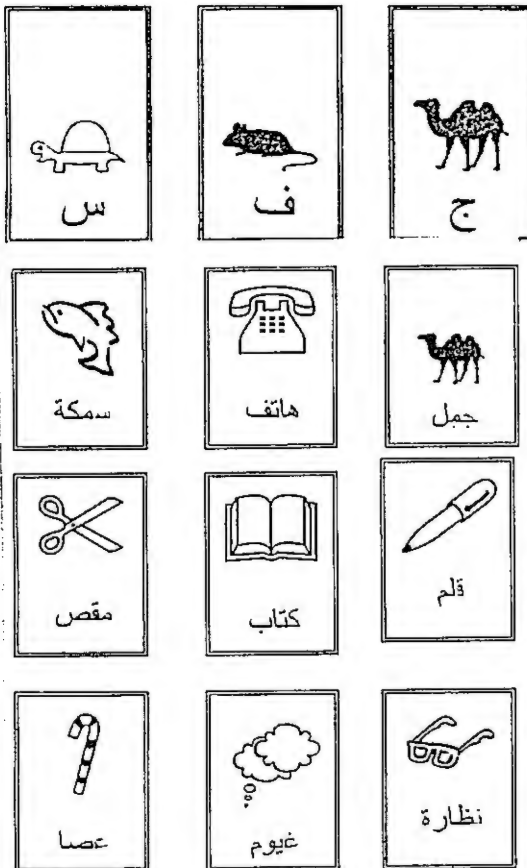 ج
ف
س
جمل
هاتف
سمكة
قلم
كتاب
مقص
نظارة
غيوم
عصا